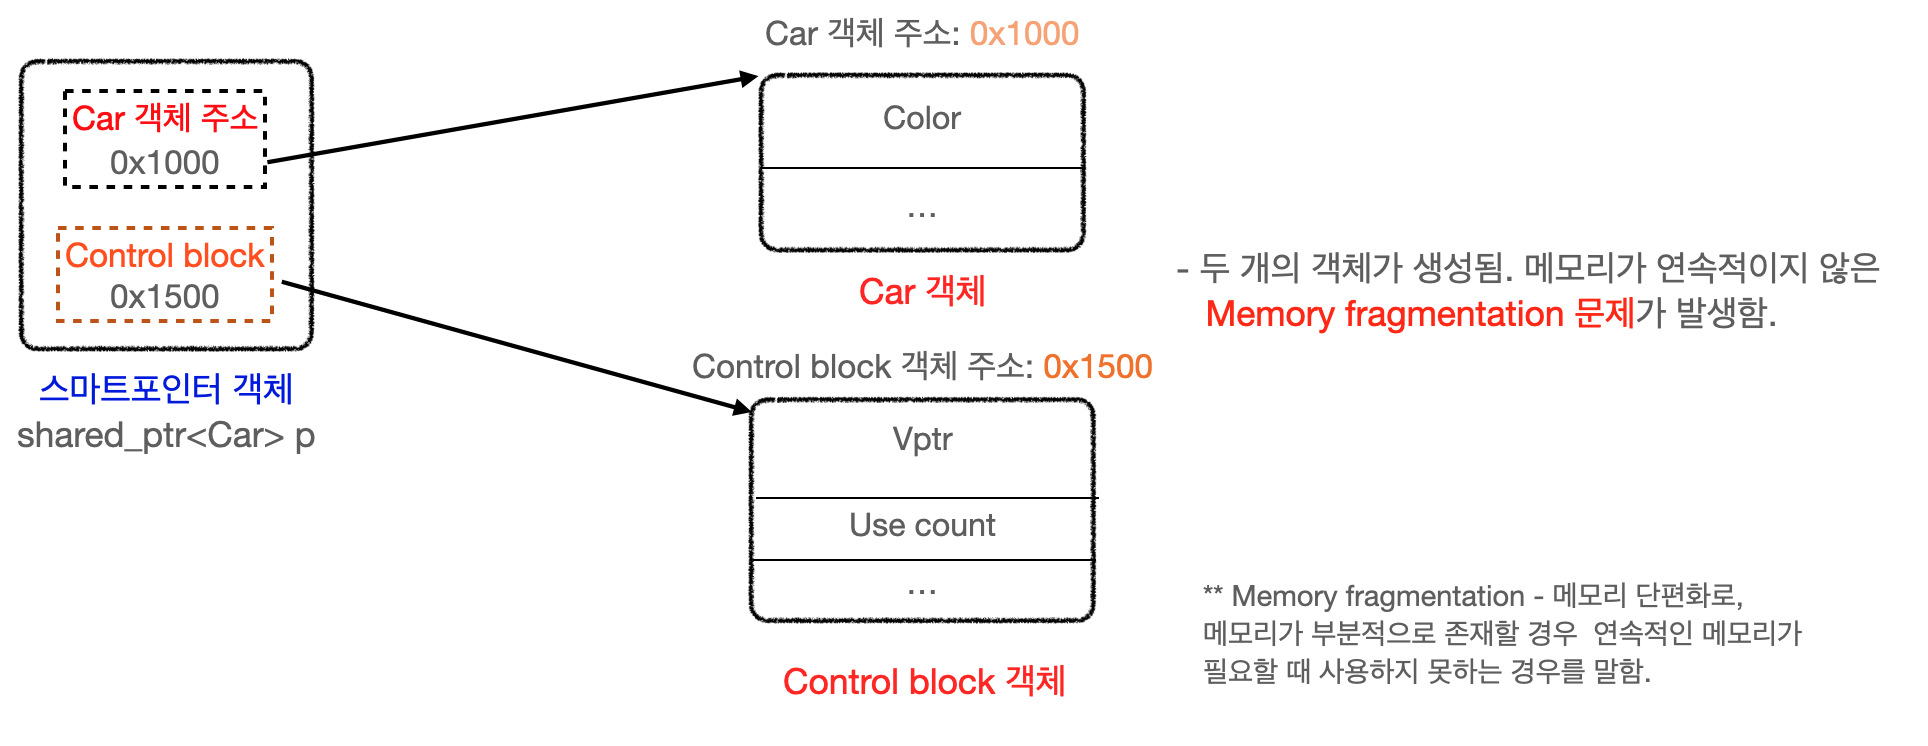 Car 객체 주소
0x1000
Control block
0x1500
스마트포인터 객체
shared_ptr<Car> p
Car 객체 주소: 0x1000
Color
...
Car 객체
Control block 객체 주소: 0x1500
Vptr
Use count
...
Control block 객체
- 두 개의 객체가 생성됨. 메모리가 연속적이지 않은
Memory fragmentation 문제가 발생함.
** Memory fragmentation - 메모리 단편화로,
메모리가 부분적으로 존재할 경우  연속적인 메모리가
필요할 때 사용하지 못하는 경우를 말함.